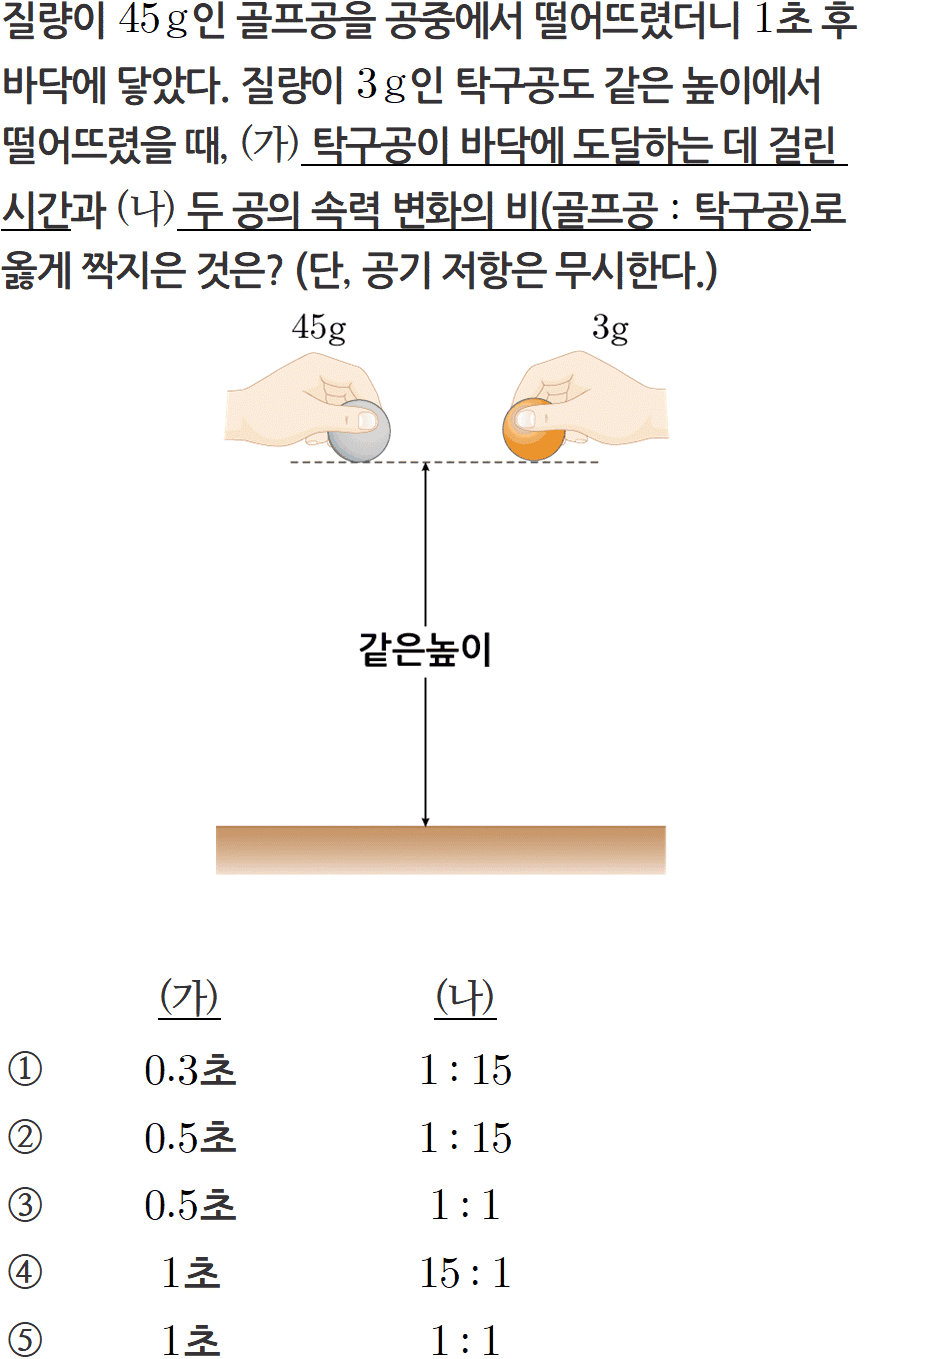 질량이 45g인 골프공을 공중에서 떨어뜨렸더니 1초 후
바닥에 닿았다. 질량이 3g인 탁구공도 같은 높이에서
떨어뜨렸을 때, (가) 탁구공이 바닥에 도달하는 데 걸린
시간과 (나) 두 공의 속력 변화의 비(골프공 : 탁구공)로
옳게 짝지은 것은? (단, 공기 저항은 무시한다.)
45g 3g
같은높이
(가) (나)
① 0.3초 1 : 15
② 0.5초 1 : 15
③ 0.5초 1 : 1
④ 1초 15 : 1
⑤ 1초 1 : 1